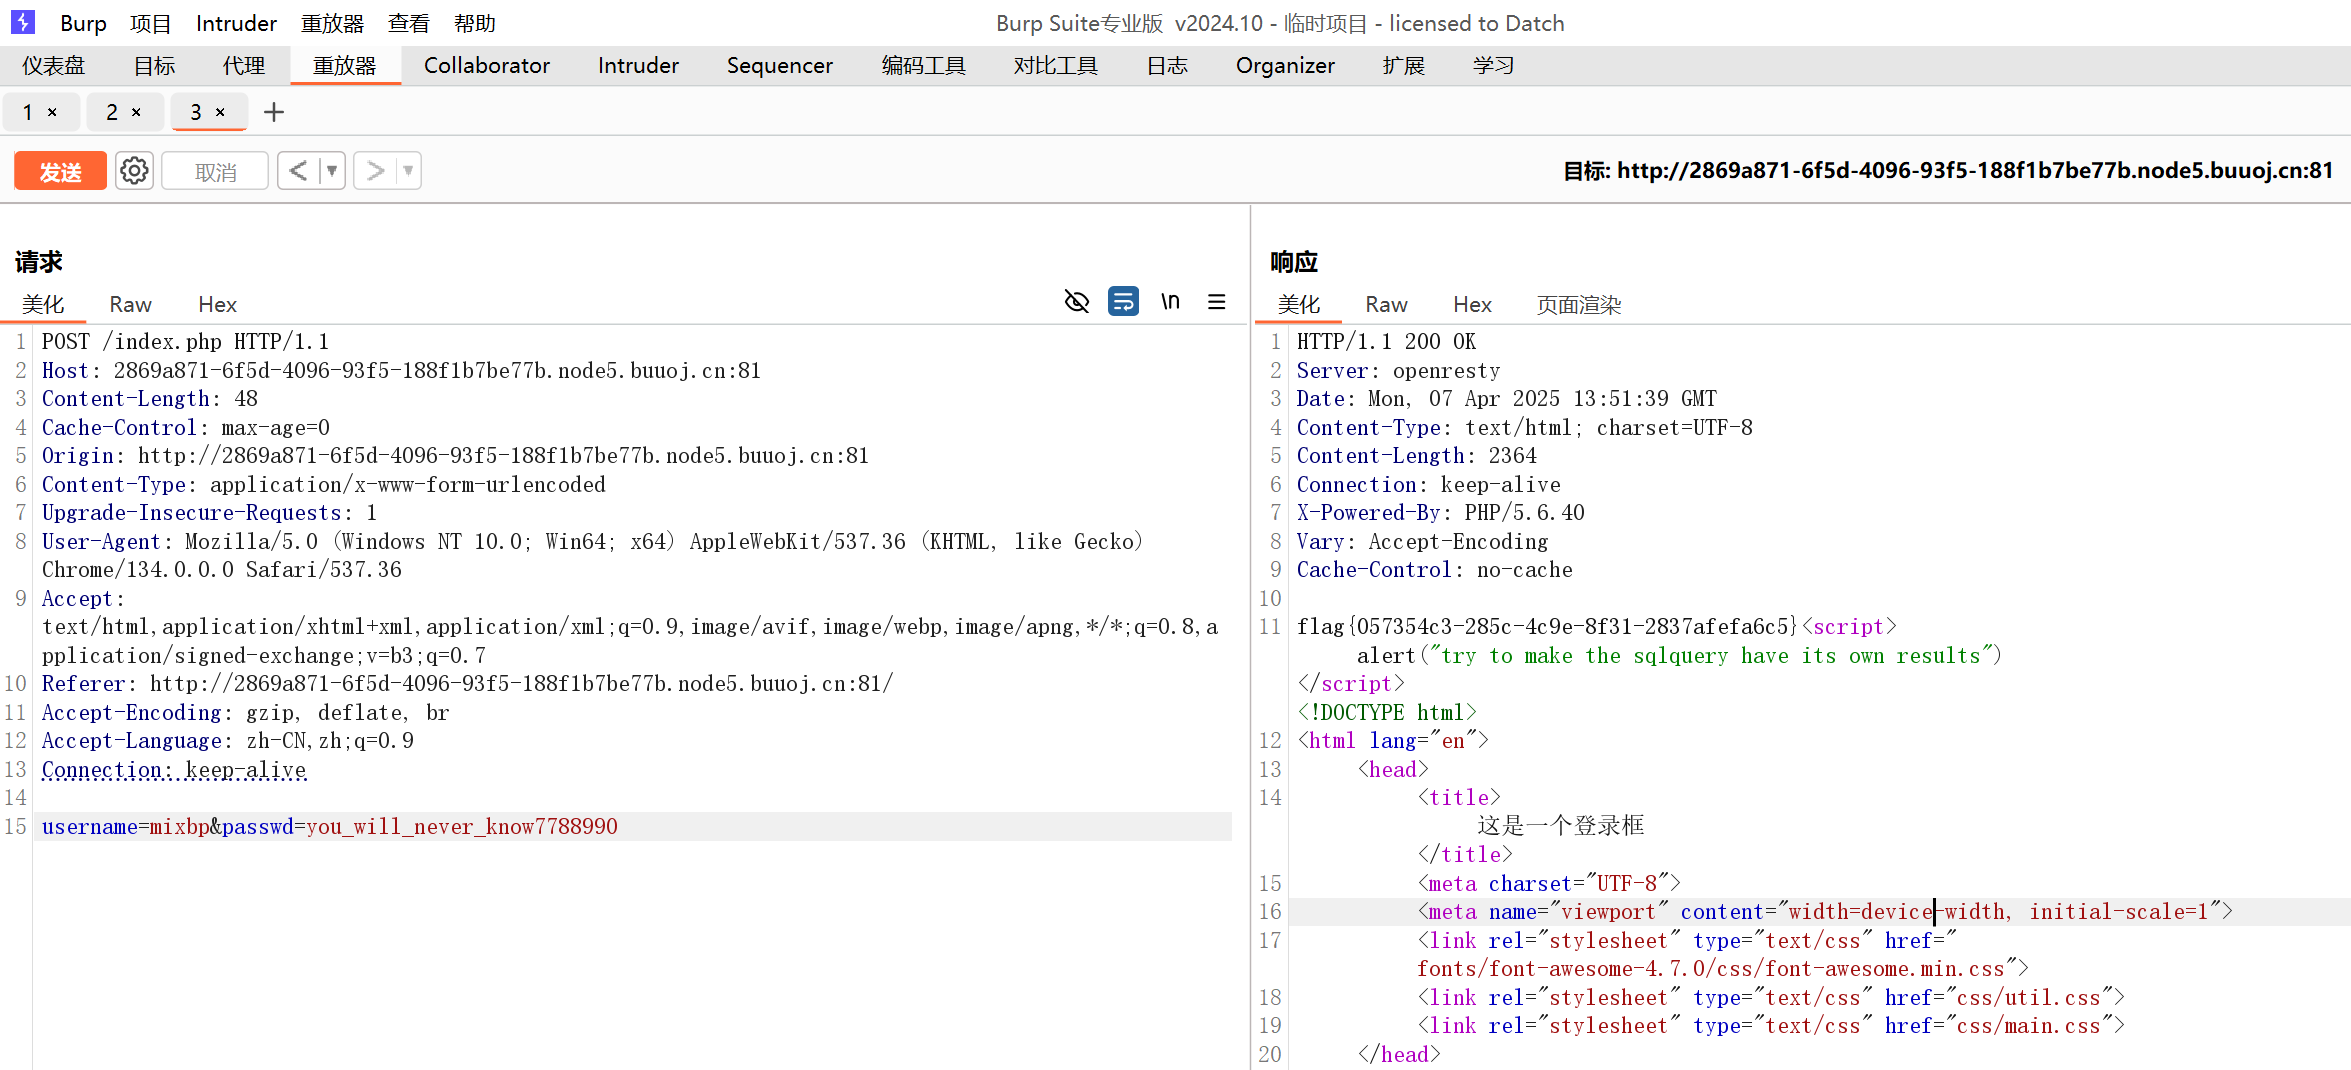 Burp 项目 Intruder 重放器 查看 帮助 Burp Suite专业版 v2024.10 - 临时项目 - licensed to Datch
仪表盘 目标 代理 重放器 Collaborator Intruder Sequencer 编码工具 对比工具 日志 Organizer 扩展 学习
1 × 2 × 3 × +
发送 取消 < > 目标: http://2869a871-6f5d-4096-93f5-188f1b7be77b.node5.buuoj.cn:81
请求
美化 Raw Hex \n
1 POST /index.php HTTP/1.1
2 Host: 2869a871-6f5d-4096-93f5-188f1b7be77b.node5.buuoj.cn:81
3 Content-Length: 48
4 Cache-Control: max-age=0
5 Origin: http://2869a871-6f5d-4096-93f5-188f1b7be77b.node5.buuoj.cn:81
6 Content-Type: application/x-www-form-urlencoded
7 Upgrade-Insecure-Requests: 1
8 User-Agent: Mozilla/5.0 (Windows NT 10.0; Win64; x64) AppleWebKit/537.36 (KHTML, like Gecko)
Chrome/134.0.0.0 Safari/537.36
9 Accept:
text/html,application/xhtml+xml,application/xml;q=0.9,image/avif,image/webp,image/apng,*/*;q=0.8,a
pplication/signed-exchange;v=b3;q=0.7
10 Referer: http://2869a871-6f5d-4096-93f5-188f1b7be77b.node5.buuoj.cn:81/
11 Accept-Encoding: gzip, deflate, br
12 Accept-Language: zh-CN,zh;q=0.9
13 Connection: keep-alive
14
15 username=mixbp&passwd=you_will_never_know7788990
响应
美化 Raw Hex 页面渲染
1 HTTP/1.1 200 OK
2 Server: openresty
3 Date: Mon, 07 Apr 2025 13:51:39 GMT
4 Content-Type: text/html; charset=UTF-8
5 Content-Length: 2364
6 Connection: keep-alive
7 X-Powered-By: PHP/5.6.40
8 Vary: Accept-Encoding
9 Cache-Control: no-cache
10
11 flag{057354c3-285c-4c9e-8f31-2837afefa6c5}<script>
alert("try to make the sqlquery have its own results")
</script>
<!DOCTYPE html>
12 <html lang="en">
13 <head>
14 <title>
这是一个登录框
</title>
15 <meta charset="UTF-8">
16 <meta name="viewport" content="width=device-width, initial-scale=1">
17 <link rel="stylesheet" type="text/css" href="
fonts/font-awesome-4.7.0/css/font-awesome.min.css">
18 <link rel="stylesheet" type="text/css" href="css/util.css">
19 <link rel="stylesheet" type="text/css" href="css/main.css">
20 </head>